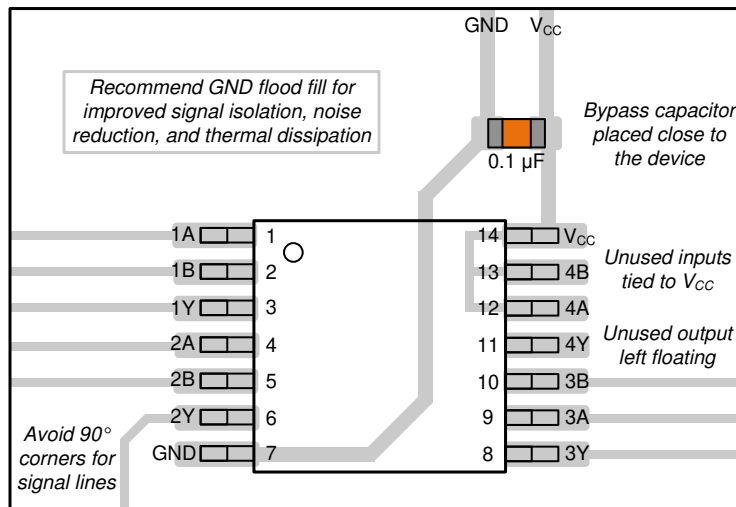 GND VCC
Recommend GND flood fill for
improved signal isolation, noise
reduction, and thermal dissipation
Bypass capacitor
placed close to
the device
0.1 µF
1A 1 14 VCC
1B 2 13 4B
1Y 3 12 4A
2A 4 11 4Y
2B 5 10 3B
2Y 6 9 3A
GND 7 8 3Y
Unused inputs
tied to VCC
Unused output
left floating
Avoid 90°
corners for
signal lines